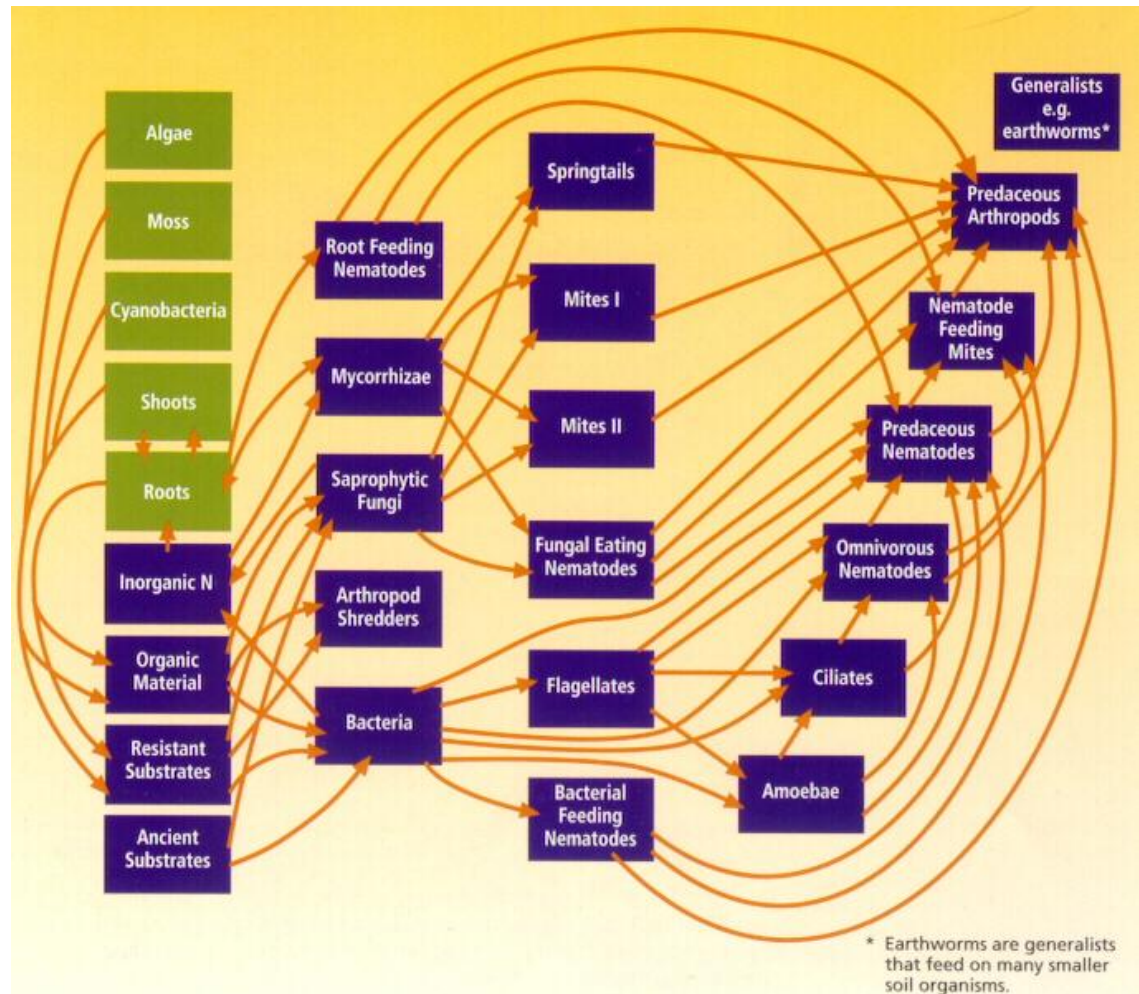 Algae
Moss
Cyanobacteria
Shoots
Roots
Inorganic N
Organic
Material
Resistant
Substrates
Ancient
Substrates
Root Feeding
Nematodes
Mycorrhizae
Saprophytic
Fungi
Arthropod
Shredders
Bacteria
Springtails
Mites I
Mites II
Fungal Eating
Nematodes
Flagellates
Bacterial
Feeding
Nematodes
Generalists
e.g.
earthworms*
Predaceous
Arthropods
Nematode
Feeding
Mites
Predaceous
Nematodes
Omnivorous
Nematodes
Ciliates
Amoebae
* Earthworms are generalists
that feed on many smaller
soil organisms.